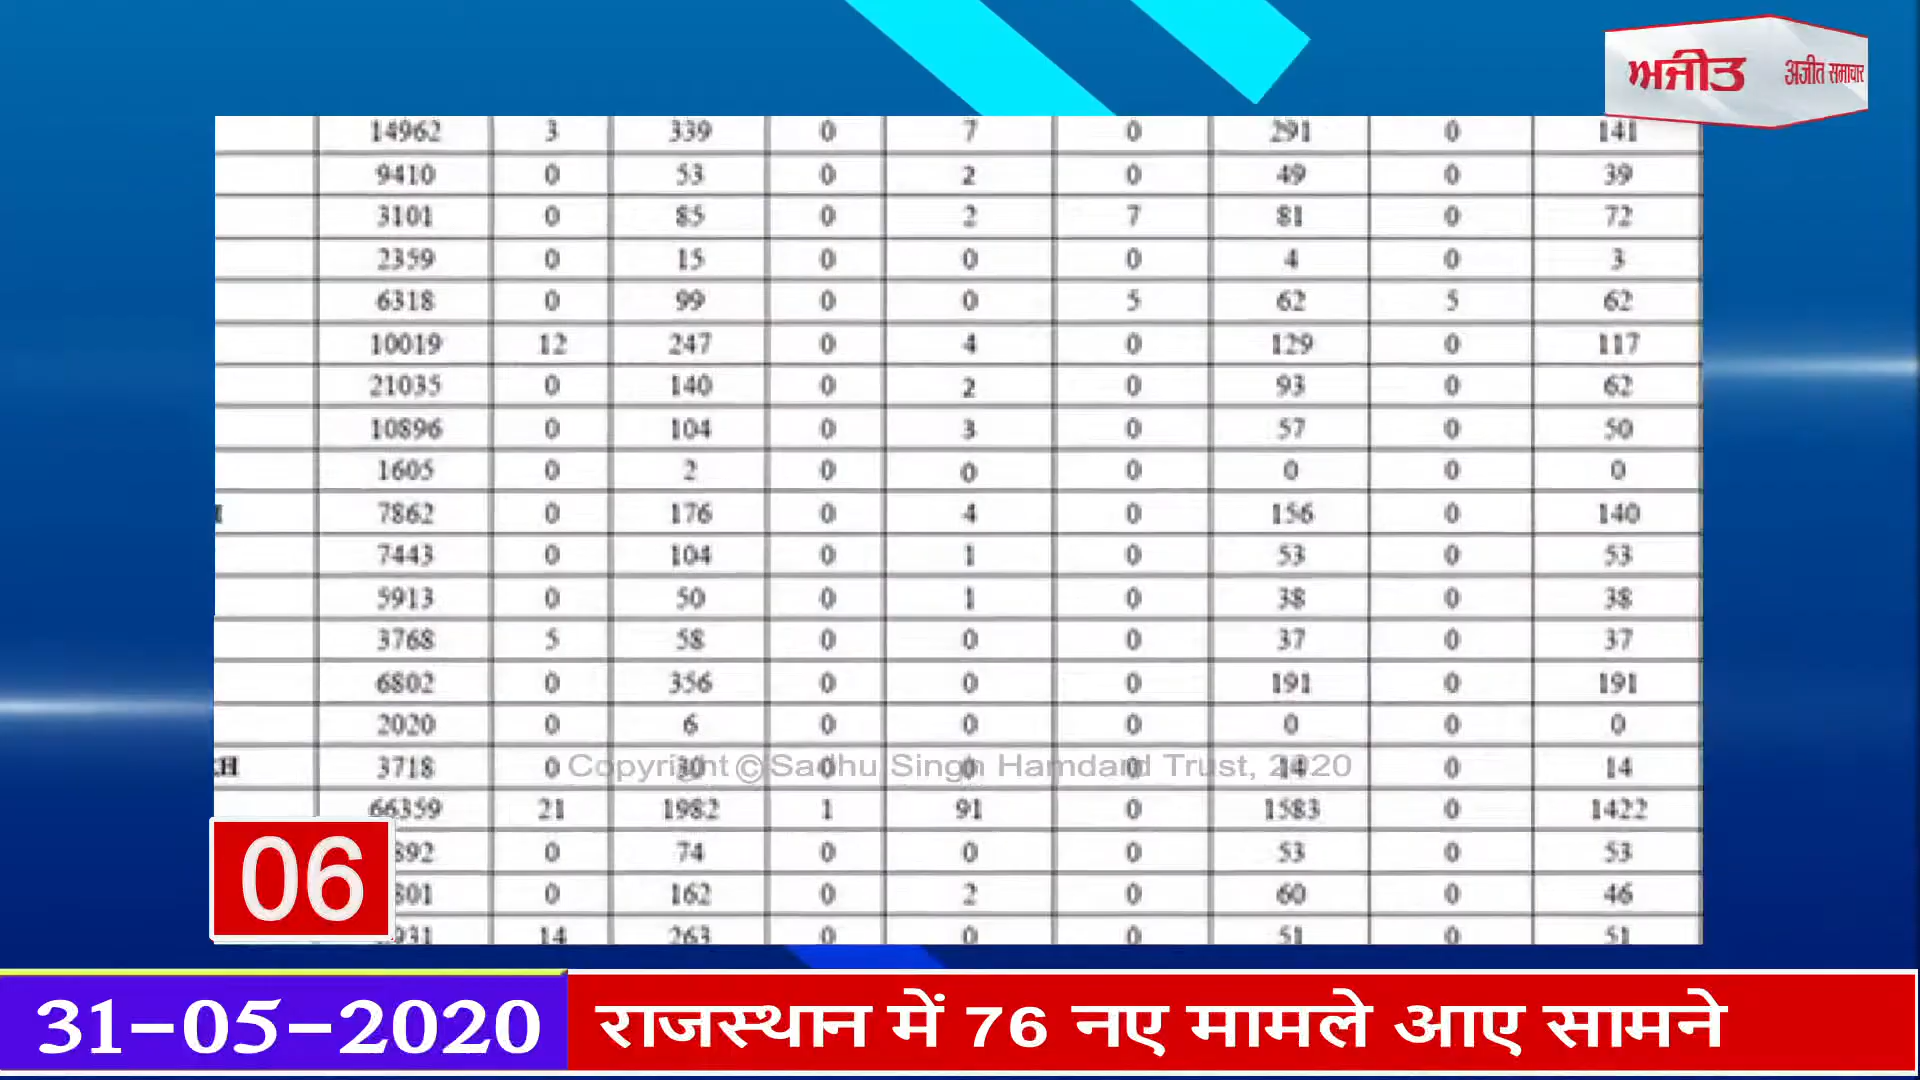 ਅਜੀਤ अजीत समाचार
14962 3 339 0 7 0 291 0 141
9410 0 53 0 2 0 49 0 39
3101 0 85 0 2 7 81 0 72
2359 0 15 0 0 0 4 0 3
6318 0 99 0 0 5 62 5 62
10019 12 247 0 4 0 129 0 117
21035 0 140 0 2 0 93 0 62
10896 0 104 0 3 0 57 0 50
1605 0 2 0 0 0 0 0 0
7862 0 176 0 4 0 156 0 140
7443 0 104 0 1 0 53 0 53
5913 0 50 0 1 0 38 0 38
3768 5 58 0 0 0 37 0 37
6802 0 356 0 0 0 191 0 191
2020 0 6 0 0 0 0 0 0
H 3718 0 30 0 0 0 14 0 14
Copyright © Sadhu Singh Hamdard Trust, 2020
66359 21 1982 1 91 0 1583 0 1422
892 0 74 0 0 0 53 0 53
801 0 162 0 2 0 60 0 46
931 14 263 0 0 0 51 0 51
06
31-05-2020 राजस्थान में 76 नए मामले आए सामने